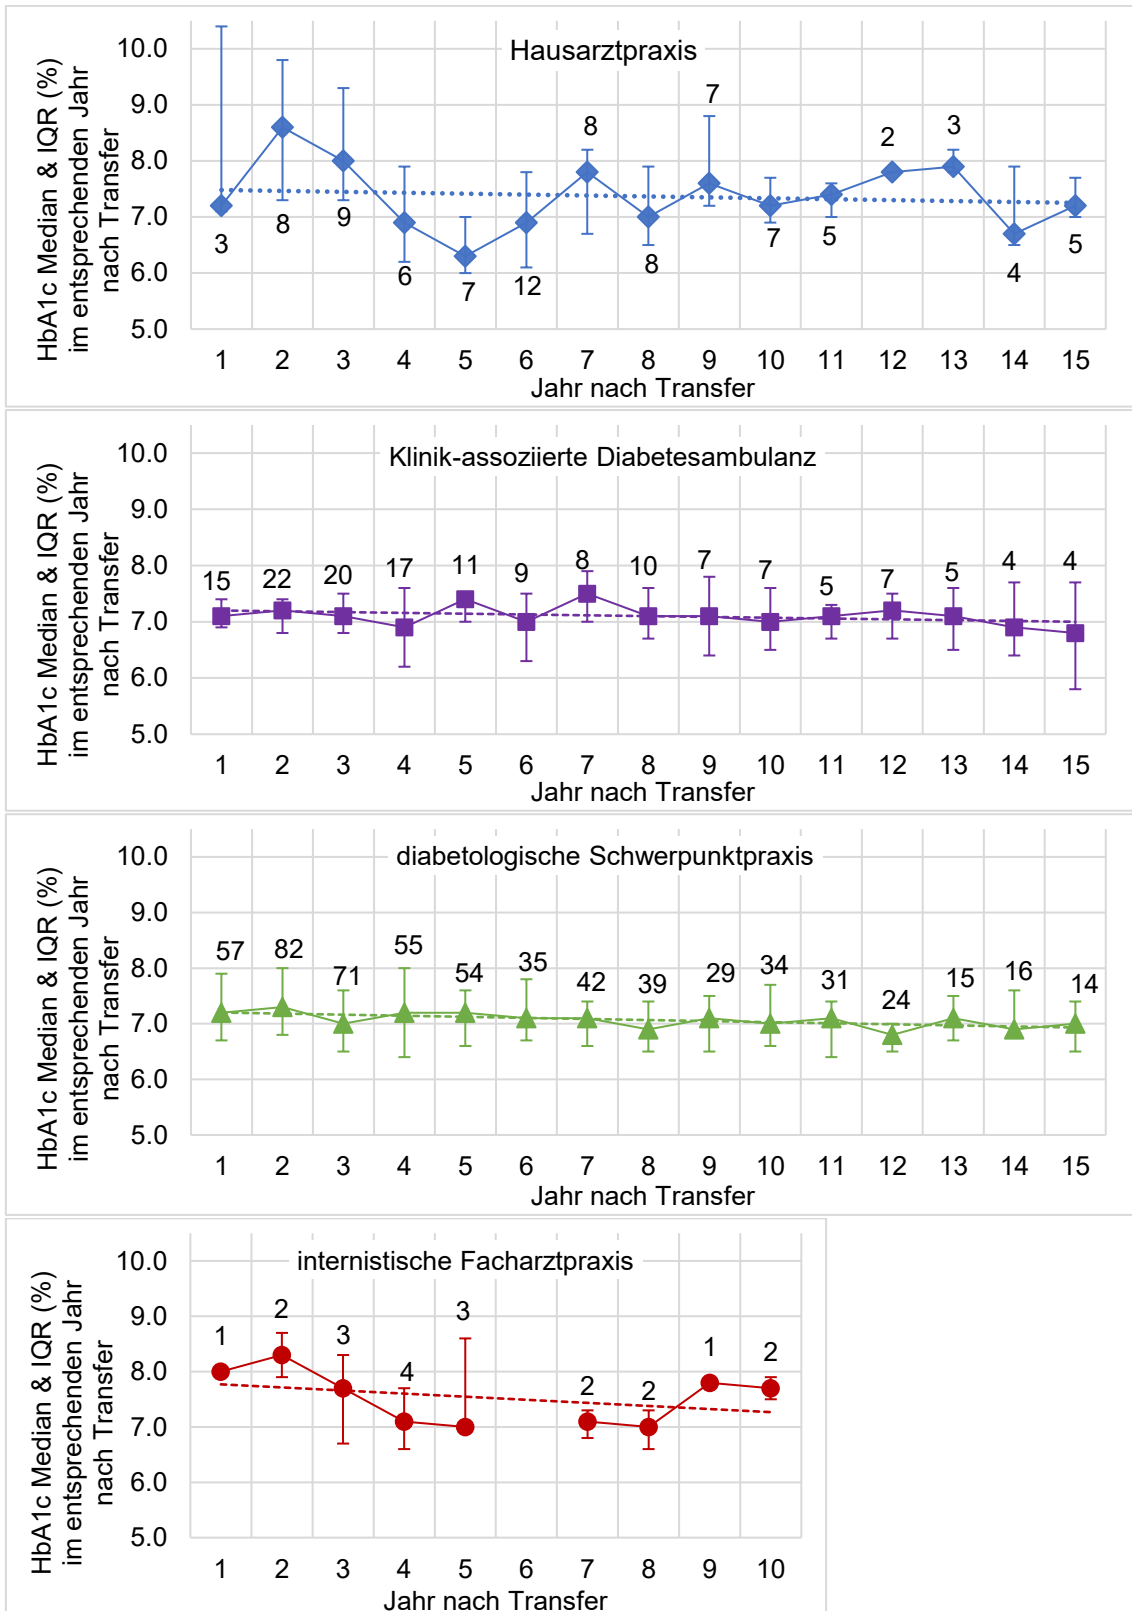 HbA1c Median & IQR (%)
im entsprechenden Jahr
nach Transfer
Hausarztpraxis
10.0
9.0
8.0
7.0
6.0
5.0
3 8 9 6 7 12 8 8 7 7 5 2 3 4 5
1 2 3 4 5 6 7 8 9 10 11 12 13 14 15
Jahr nach Transfer
HbA1c Median & IQR (%)
im entsprechenden Jahr
nach Transfer
Klinik-assoziierte Diabetesambulanz
10.0
9.0
8.0
7.0
6.0
5.0
15 22 20 17 11 9 8 10 7 7 5 7 5 4 4
1 2 3 4 5 6 7 8 9 10 11 12 13 14 15
Jahr nach Transfer
HbA1c Median & IQR (%)
im entsprechenden Jahr
nach Transfer
diabetologische Schwerpunktpraxis
10.0
9.0
8.0
7.0
6.0
5.0
57 82 71 55 54 35 42 39 29 34 31 24 15 16 14
1 2 3 4 5 6 7 8 9 10 11 12 13 14 15
Jahr nach Transfer
HbA1c Median & IQR (%)
im entsprechenden Jahr
nach Transfer
internistische Facharztpraxis
10.0
9.0
8.0
7.0
6.0
5.0
1 2 3 4 3 2 2 1 2
1 2 3 4 5 6 7 8 9 10
Jahr nach Transfer